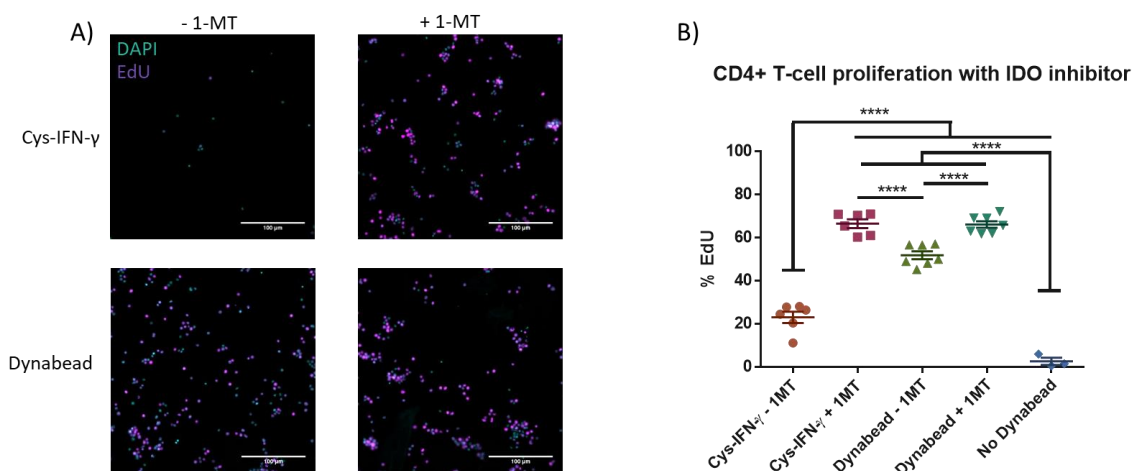 A)
- 1-MT
+ 1-MT
DAPI
EdU
Cys-IFN-γ
100 μm
100 μm
Dynabead
100 μm
100 μm
B)
CD4+ T-cell proliferation with IDO inhibitor
****
****
****
****
100
80
60
40
20
0
% EdU
Cys-IFN-γ - 1MT
Cys-IFN-γ + 1MT
Dynabead - 1MT
Dynabead + 1MT
No Dynabead